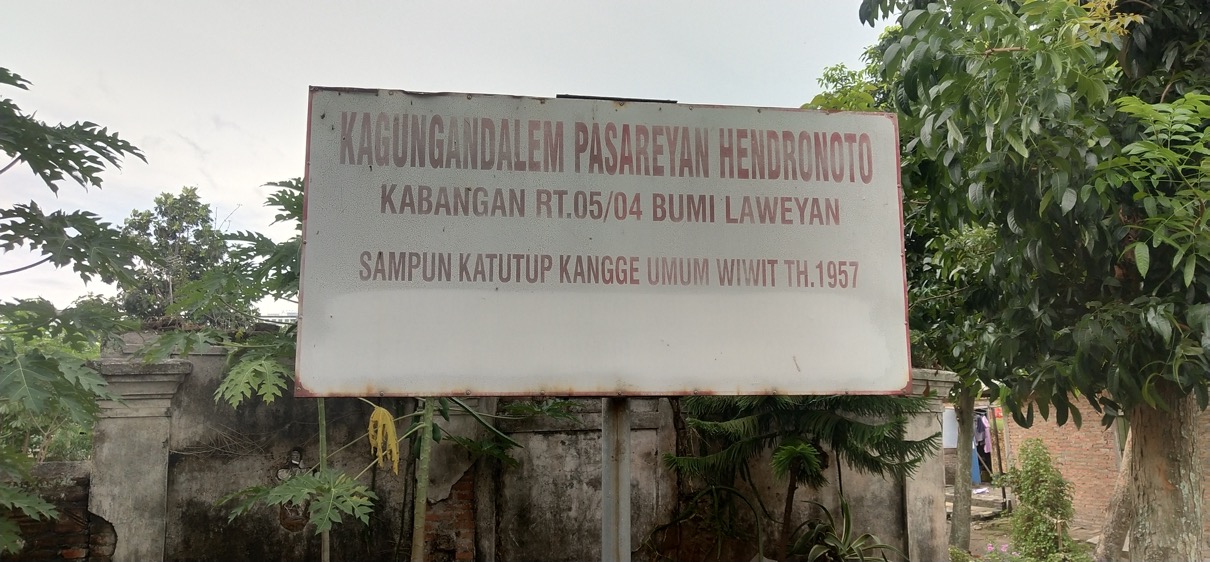 KAGUNGANDALEM PASAREYAN HENDRONOTO
KABANGAN RT.05/04 BUMI LAWEYAN
SAMPUN KATUTUP KANGGE UMUM WIWIT TH.1957